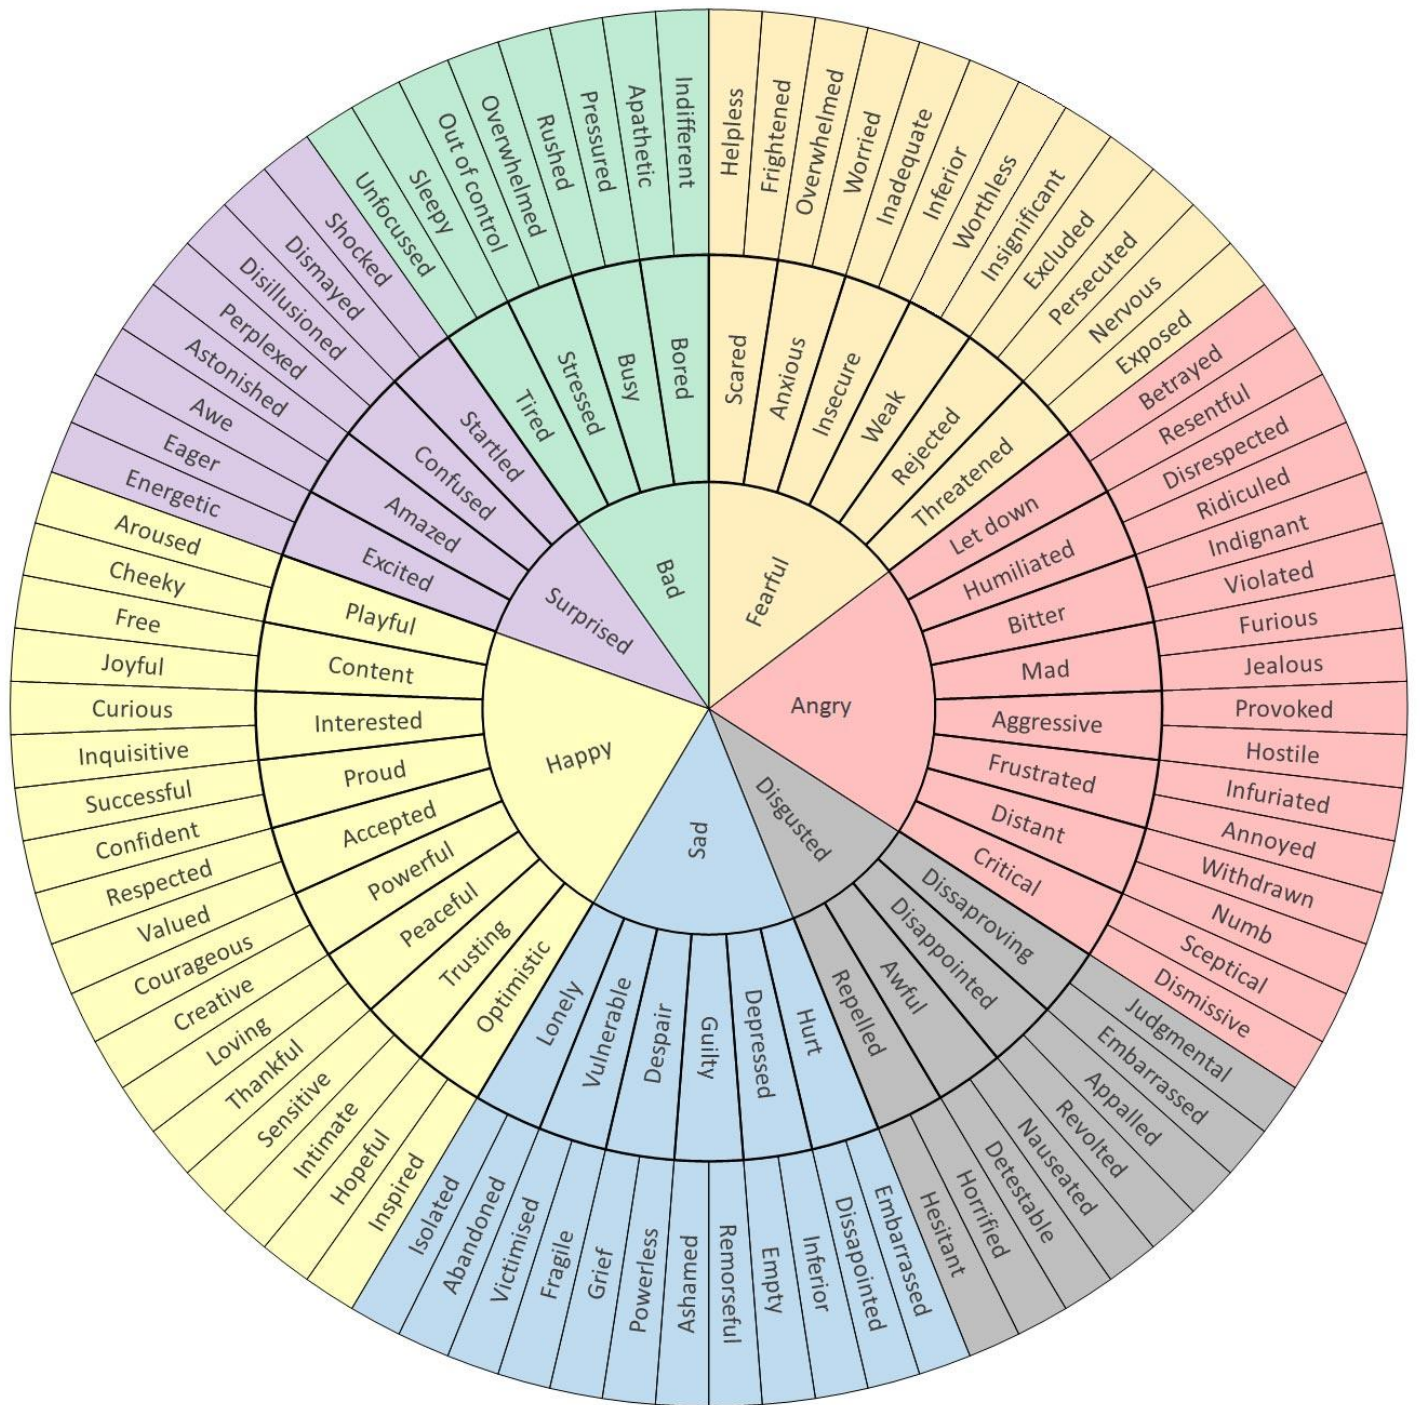 Fearful
Angry
Disgusted
Sad
Happy
Surprised
Bad
Scared
Anxious
Insecure
Weak
Rejected
Threatened
Let down
Humiliated
Bitter
Mad
Aggressive
Frustrated
Distant
Critical
Dissaproving
Disappointed
Awful
Repelled
Hurt
Depressed
Guilty
Despair
Vulnerable
Lonely
Optimistic
Trusting
Peaceful
Powerful
Accepted
Proud
Interested
Content
Playful
Excited
Amazed
Confused
Startled
Tired
Stressed
Busy
Bored
Helpless
Frightened
Overwhelmed
Worried
Inadequate
Inferior
Worthless
Insignificant
Excluded
Persecuted
Nervous
Exposed
Betrayed
Resentful
Disrespected
Ridiculed
Indignant
Violated
Furious
Jealous
Provoked
Hostile
Infuriated
Annoyed
Withdrawn
Numb
Sceptical
Dismissive
Judgmental
Embarrassed
Appalled
Revolted
Nauseated
Detestable
Horrified
Hesitant
Embarrassed
Dissapointed
Inferior
Empty
Remorseful
Ashamed
Powerless
Grief
Fragile
Victimised
Abandoned
Isolated
Inspired
Hopeful
Intimate
Sensitive
Thankful
Loving
Creative
Courageous
Valued
Respected
Confident
Successful
Inquisitive
Curious
Joyful
Free
Cheeky
Aroused
Energetic
Eager
Awe
Astonished
Perplexed
Disillusioned
Dismayed
Shocked
Unfocussed
Sleepy
Out of control
Overwhelmed
Rushed
Pressured
Apathetic
Indifferent